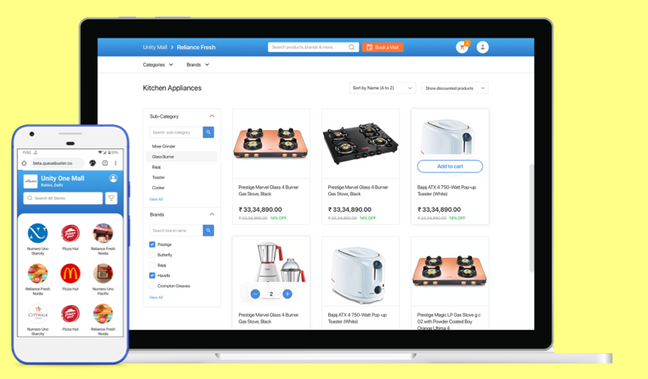 Unity Mall > Reliance Fresh
Search products,brands & more..
Book a Visit
Categories
Brands
Kitchen Appliances
Sort by Name (A to Z)
Show discounted products
Sub-Category
Search sub-category
Mixer-Grinder
Glass Burner
Bajaj
Toaster
Cooker
View All
Brands
Search brand name
Prestige
Butterfly
Bajaj
Havells
Crompton Greaves
View All
Prestige Marvel Glass 4 Burner
Gas Stove, Black
₹ 33,34,890.00
₹ 33,34,890.00 14% OFF
Prestige Marvel Glass 4 Burner
Gas Stove, Black
₹ 33,34,890.00
₹ 33,34,890.00 14% OFF
Add to cart
Bajaj ATX 4 750-Watt Pop-up
Toaster (White)
₹ 33,34,890.00
₹ 33,34,890.00 14% OFF
2
Prestige Marvel Glass 4 Burner
Gas Stove, Black
Bajaj ATX 4 750-Watt Pop-up
Toaster (White)
Prestige Magic LP Gas Stove g c
02 with Powder Coated Boy
Orange Ultima 4
beta.queuebuster.co
Unity One Mall
Rohini, Delhi
Search All Stores
Numero Uno
Starcity
Pizza Hut
Reliance Fresh
Noida
Reliance Fresh
Noida
Pizza Hut
Numero Uno
Pacific
CITYWALK
Numero Uno
Starcity
Pizza Hut
Reliance Fresh
Noida